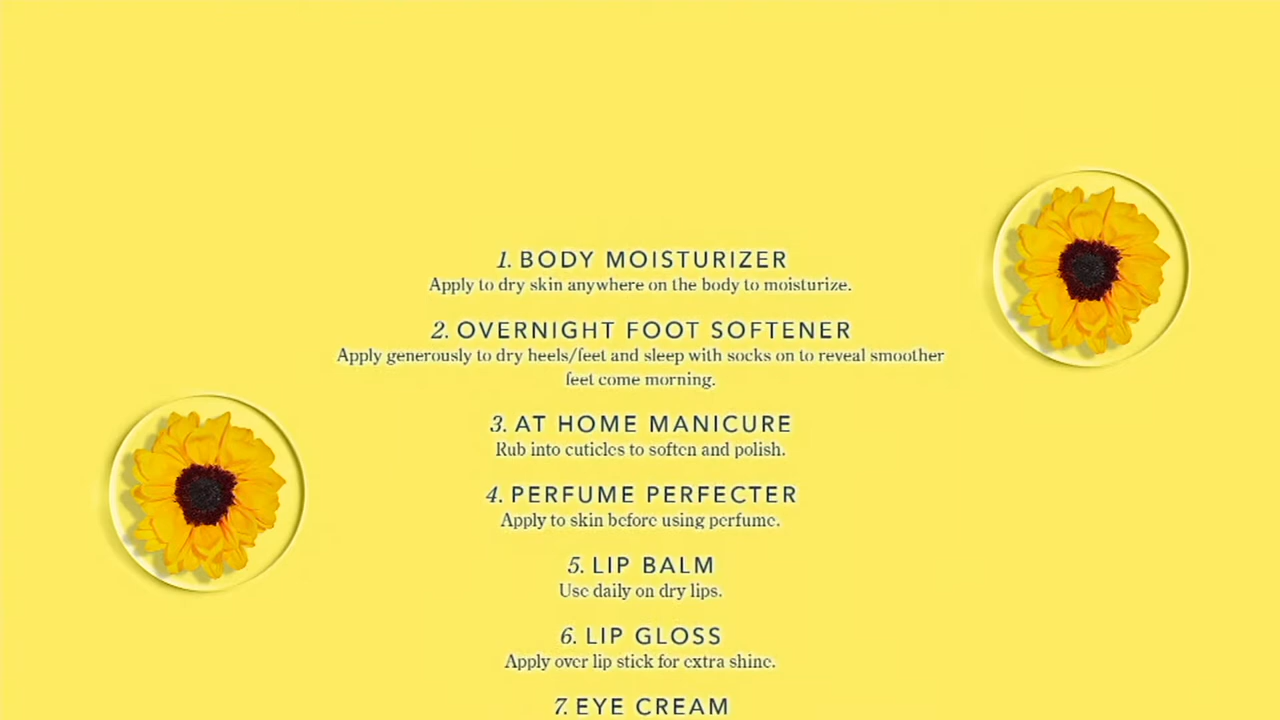 1. BODY MOISTURIZER
Apply to dry skin anywhere on the body to moisturize.
2. OVERNIGHT FOOT SOFTENER
Apply generously to dry heels/feet and sleep with socks on to reveal smoother
feet come morning.
3. AT HOME MANICURE
Rub into cuticles to soften and polish.
4. PERFUME PERFECTER
Apply to skin before using perfume.
5. LIP BALM
Use daily on dry lips.
6. LIP GLOSS
Apply over lip stick for extra shine.
7. EYE CREAM